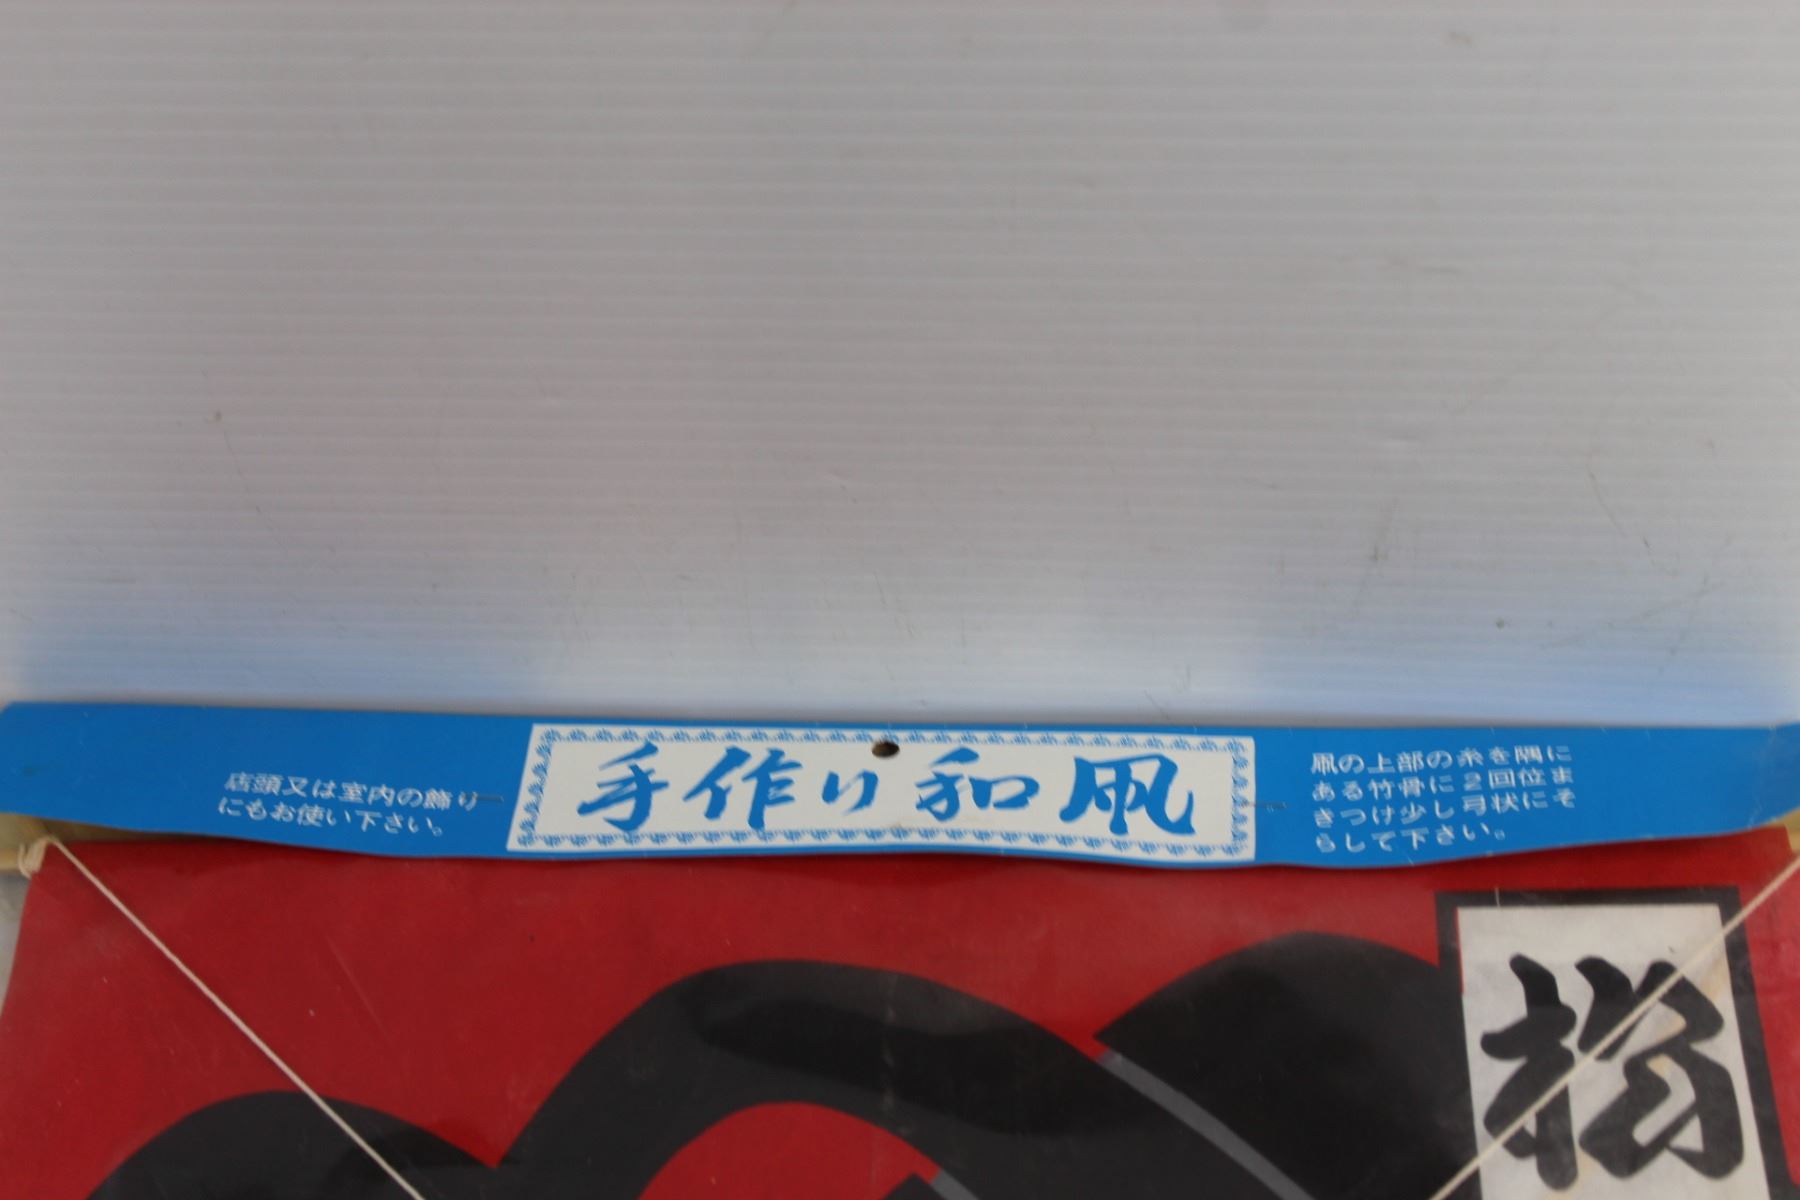 店頭又は室内の飾り
にもお使い下さい。
手作り和凧
凧の上部の糸を隅に
ある竹骨に2回位ま
きつけ少し弓状にそ
らして下さい。
松